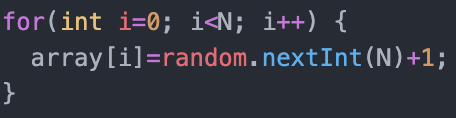 for(int i=0; i<N; i++) {
  array[i]=random.nextInt(N)+1;
}